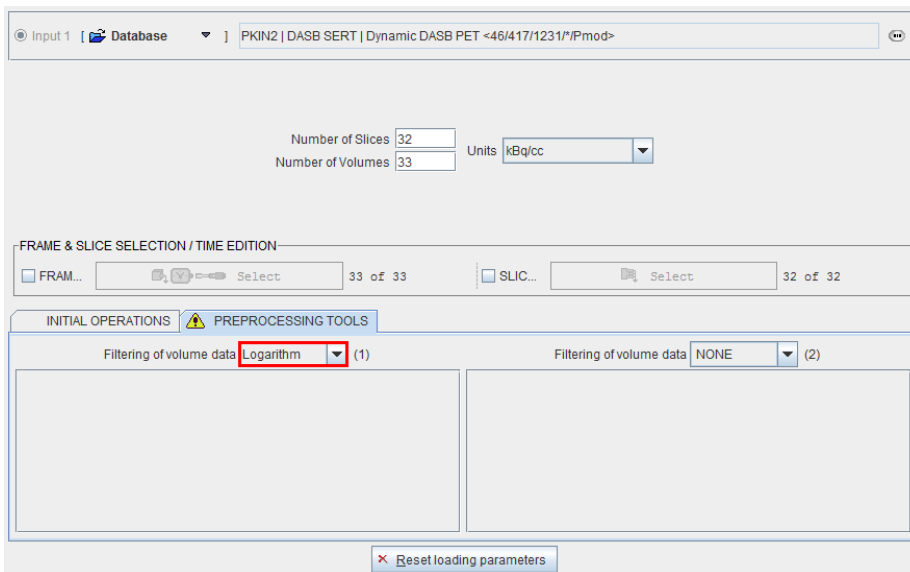 Input 1 [ Database ] PKIN2 | DASB SERT | Dynamic DASB PET <46/417/1231/*/Pmod>
Number of Slices 32
Units kBq/cc
Number of Volumes 33
FRAME & SLICE SELECTION / TIME EDITION
FRAM... Select 33 of 33 SLIC... Select 32 of 32
INITIAL OPERATIONS PREPROCESSING TOOLS
Filtering of volume data Logarithm (1) Filtering of volume data NONE (2)
Reset loading parameters